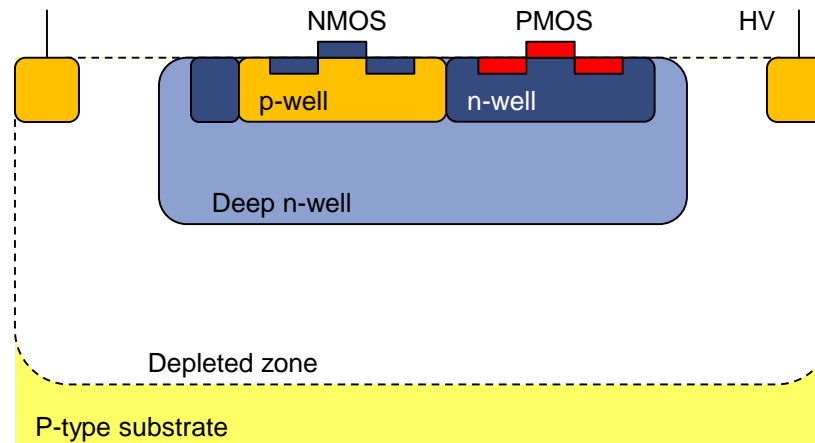 NMOS
PMOS
HV
p-well
n-well
Deep n-well
Depleted zone
P-type substrate